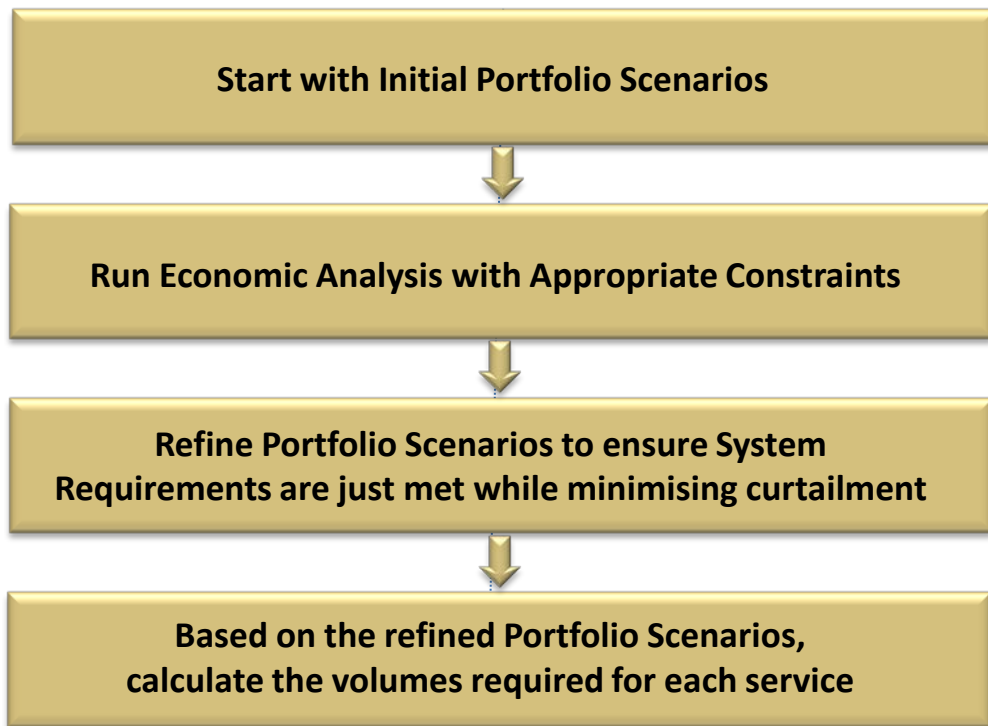 Start with Initial Portfolio Scenarios
Run Economic Analysis with Appropriate Constraints
Refine Portfolio Scenarios to ensure System
Requirements are just met while minimising curtailment
Based on the refined Portfolio Scenarios,
calculate the volumes required for each service